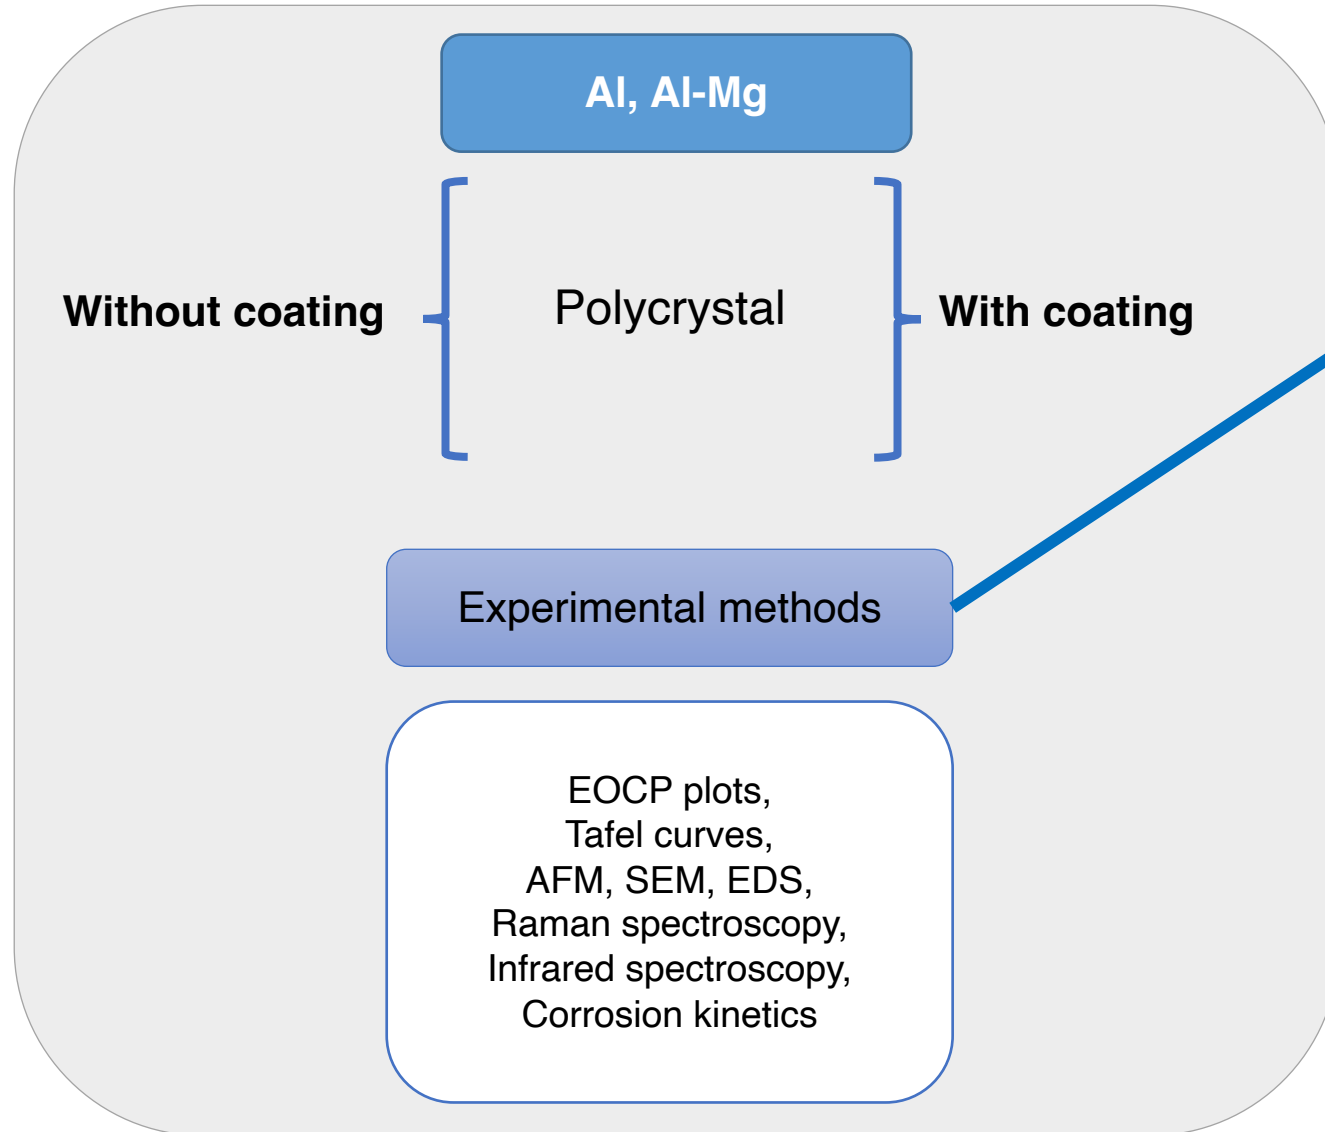 Al, Al-Mg
Without coating
Polycrystal
With coating
Experimental methods
EOCP plots,
Tafel curves,
AFM, SEM, EDS,
Raman spectroscopy,
Infrared spectroscopy,
Corrosion kinetics